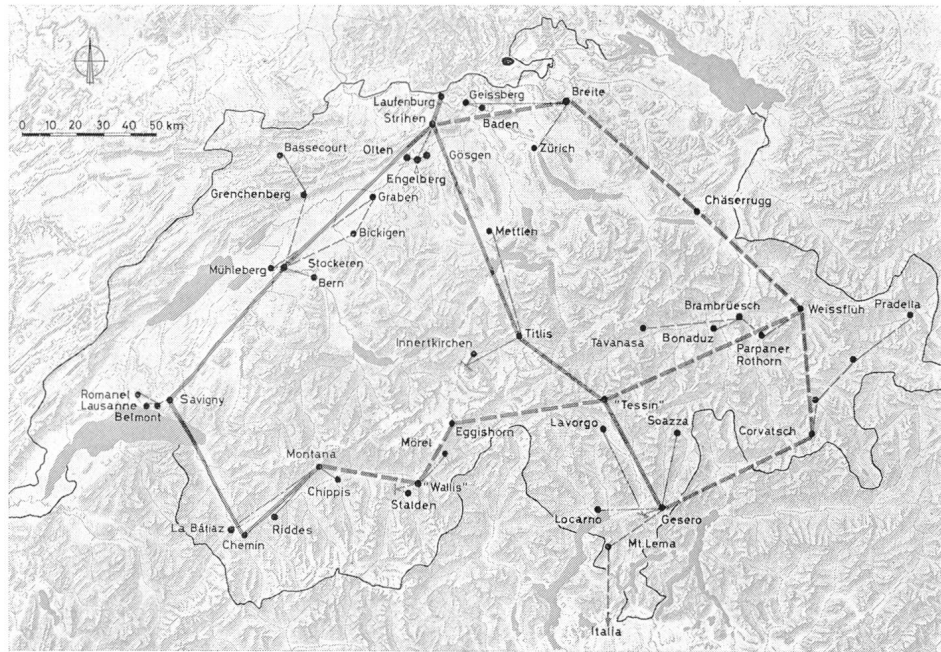 Laufenburg
Geissberg
Breite
Strihen
Baden
0 10 20 30 40 50 km
Olten
Gösgen
Zürich
Bassecourt
Engelberg
Grenchenberg
Graben
Chäserrugg
Bickigen
Mettlen
Mühleberg
Stockeren
Bern
Brambrüesch
Weissfluh
Pradella
Innertkirchen
Titlis
Tavanasa
Bonaduz
Parpaner
Rothorn
Romanel
Lausanne
Savigny
Belmont
"Tessin"
Lavorgo
Soazza
Eggishorn
Corvatsch
Mörel
Montana
Chippis
"Wallis"
Stalden
La Bâtiaz
Riddes
Chemin
Locarno
Gesero
Mt.Lema
Italia